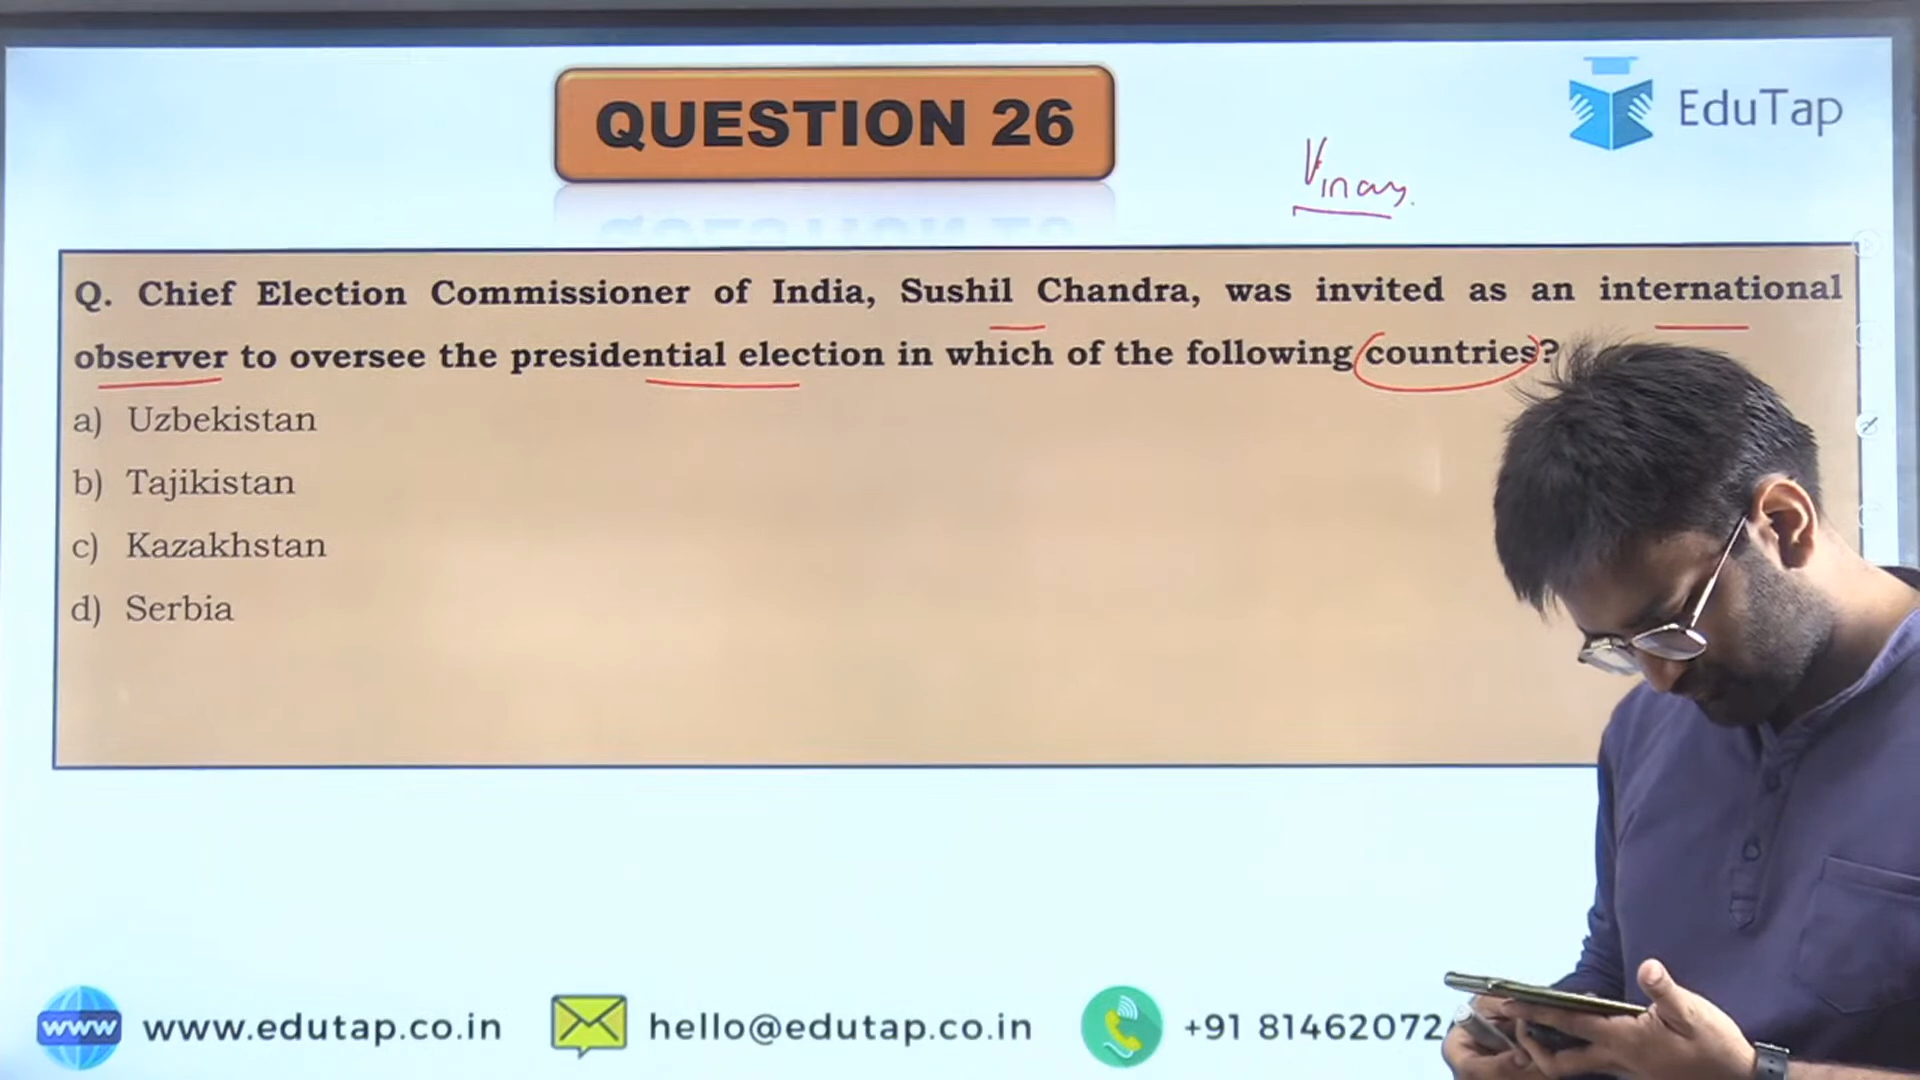 QUESTION 26
EduTap
Vinay.
Q. Chief Election Commissioner of India, Sushil Chandra, was invited as an international
observer to oversee the presidential election in which of the following countries?
a) Uzbekistan
b) Tajikistan
c) Kazakhstan
d) Serbia
www www.edutap.co.in hello@edutap.co.in +91 81462072